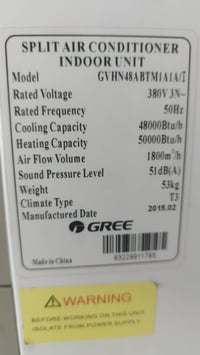 SPLIT AIR CONDITIONER
INDOOR UNIT
Model GVHN48ABTM1A1A/I
Rated Voltage 380V 3N~
Rated Frequency 50Hz
Cooling Capacity 48000Btu/h
Heating Capacity 50000Btu/h
Air Flow Volume 1800m³/h
Sound Pressure Level 51dB(A)
Weight 53kg
Climate Type T3
Manufactured Date 2015.02
GREE
Made in China
WARNING
BEFORE WORKING ON THIS UNIT
ISOLATE FROM POWER SUPPLY